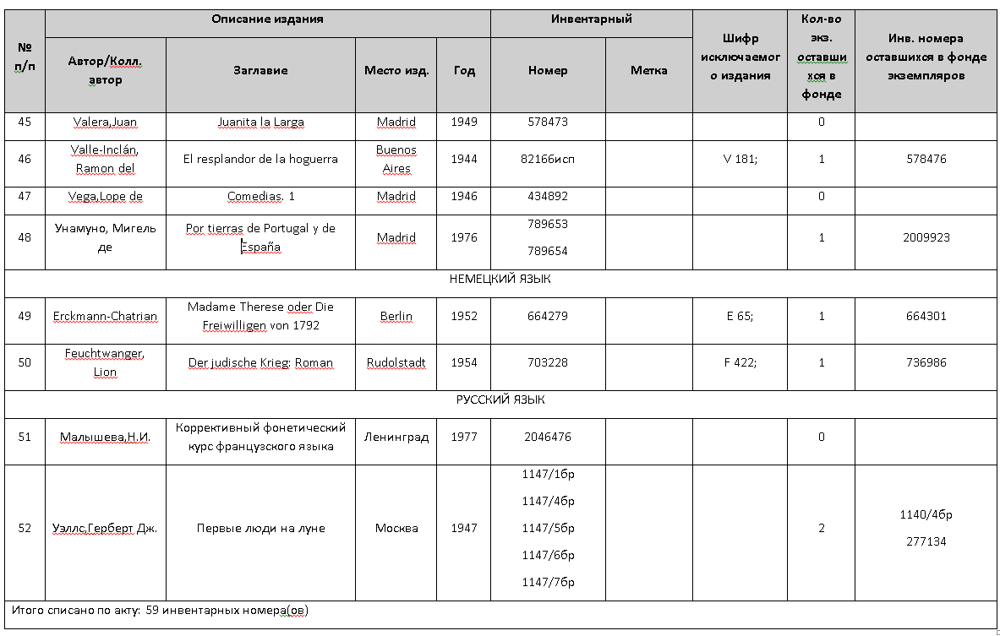 № п/п
Описание издания
Инвентарный
Шифр
исключаемог
о издания
Кол-во
экз.
оставши
хся в
фонде
Инв. номера
оставшихся в фонде
экземпляров
Автор/Колл.
автор
Заглавие
Место изд.
Год
Номер
Метка
45 Valera,Juan Juanita la Larga Madrid 1949 578473 0
46 Valle-Inclán,
Ramon del El resplandor de la hoguerra Buenos
Aires 1944 82166исп V 181; 1 578476
47 Vega,Lope de Comedias. 1 Madrid 1946 434892 0
48 Унамуно, Мигель
де Por tierras de Portugal y de
España Madrid 1976 789653
789654 1 2009923
НЕМЕЦКИЙ ЯЗЫК
49 Erckmann-Chatrian Madame Therese oder Die
Freiwilligen von 1792 Berlin 1952 664279 E 65; 1 664301
50 Feuchtwanger,
Lion Der judische Krieg: Roman Rudolstadt 1954 703228 F 422; 1 736986
РУССКИЙ ЯЗЫК
51 Малышева,Н.И. Коррективный фонетический
курс французского языка Ленинград 1977 2046476 0
52 Уэллс,Герберт Дж. Первые люди на луне Москва 1947 1147/1бр
1147/4бр
1147/5бр
1147/6бр
1147/7бр 2 1140/4бр
277134
Итого списано по акту: 59 инвентарных номера(ов)